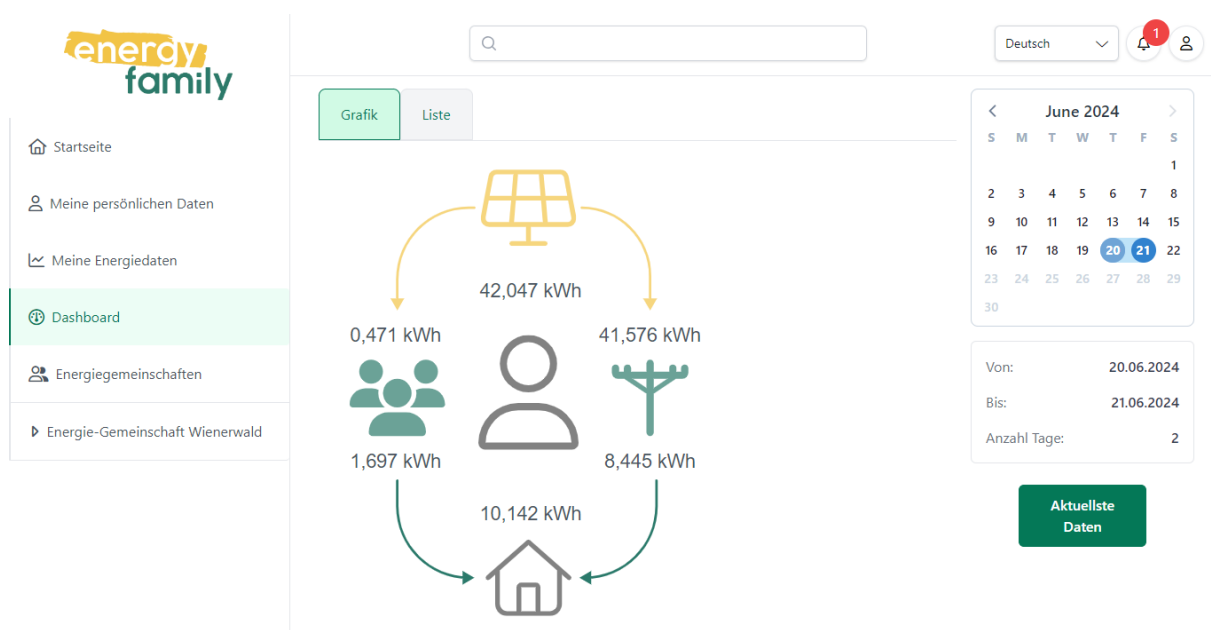 energy
family
Startseite
Meine persönlichen Daten
Meine Energiedaten
Dashboard
Energiegemeinschaften
Energie-Gemeinschaft Wienerwald
Deutsch
1
Grafik
Liste
42,047 kWh
0,471 kWh
41,576 kWh
1,697 kWh
8,445 kWh
10,142 kWh
June 2024
S M T W T F S
1
2 3 4 5 6 7 8
9 10 11 12 13 14 15
16 17 18 19 20 21 22
23 24 25 26 27 28 29
30
Von: 20.06.2024
Bis: 21.06.2024
Anzahl Tage: 2
Aktuellste
Daten